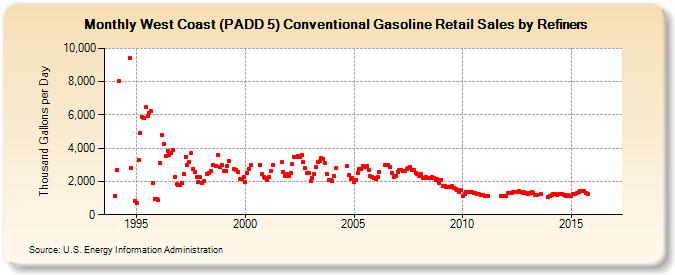 Monthly West Coast (PADD 5) Conventional Gasoline Retail Sales by Refiners
Thousand Gallons per Day
10,000
8,000
6,000
4,000
2,000
0
1995 2000 2005 2010 2015
Source: U.S. Energy Information Administration